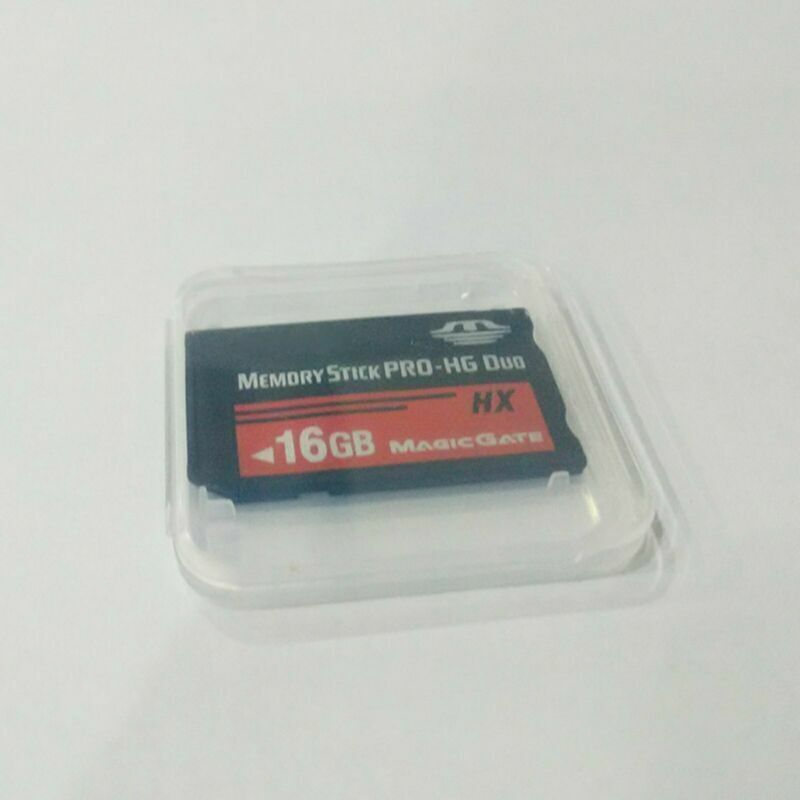 MEMORY STICK PRO-HG DUO
HX
16GB MAGICGATE